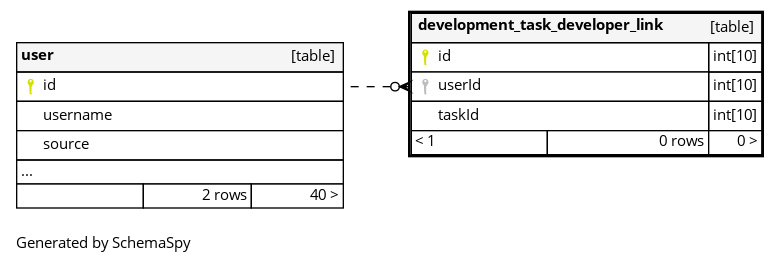 development_task_developer_link [table]
id int[10]
userId int[10]
taskId int[10]
< 1 0 rows 0 >
user [table]
id
username
source
...
2 rows 40 >
Generated by SchemaSpy